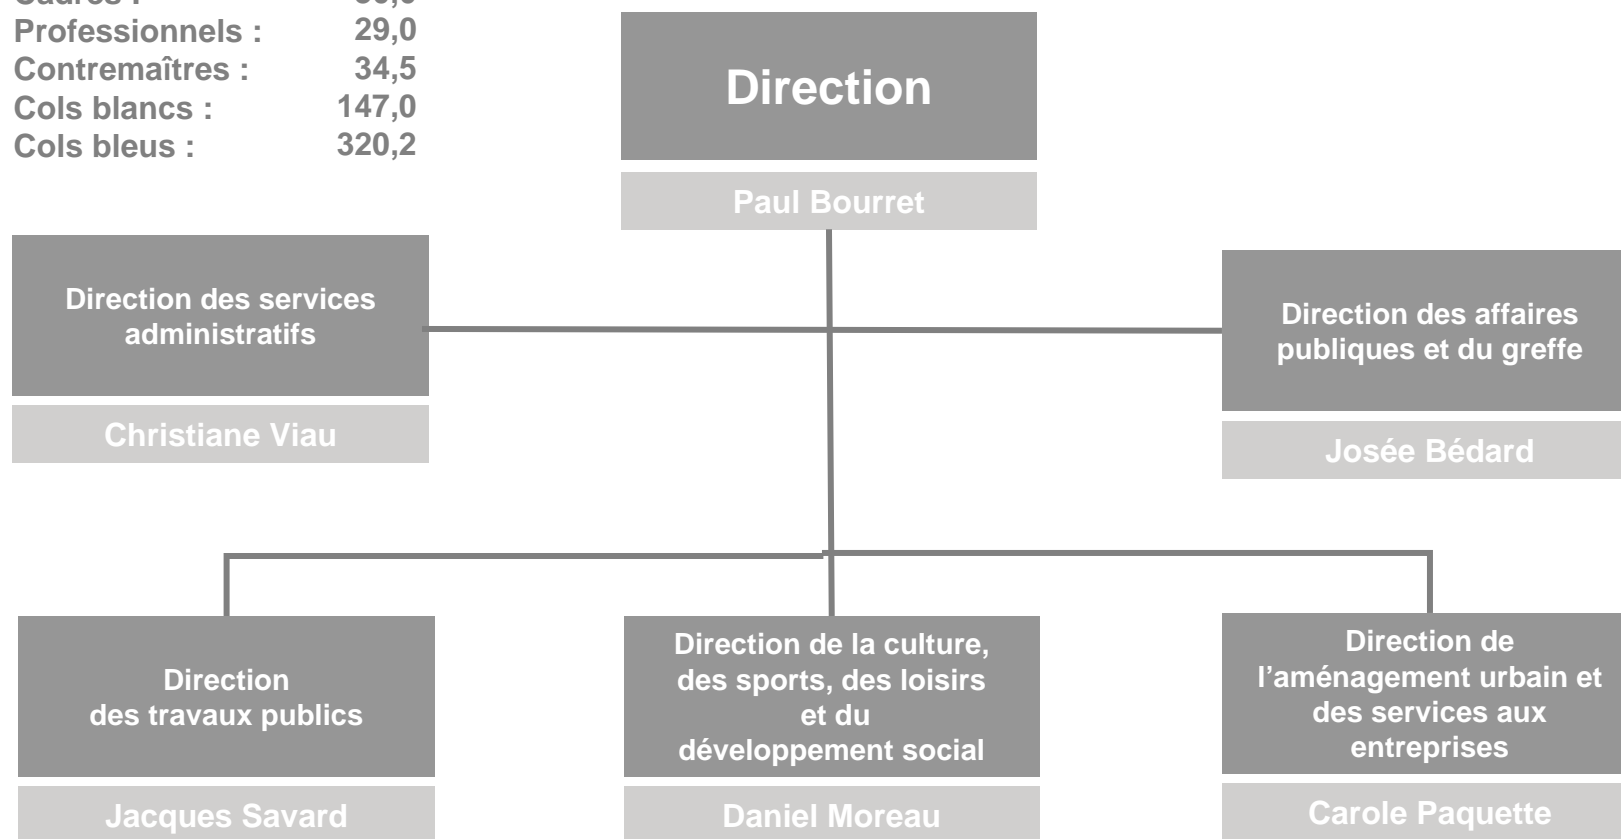 Cadres :
Professionnels : 29,0
Contremaîtres : 34,5
Cols blancs : 147,0
Cols bleus : 320,2
Direction
Paul Bourret
Direction des services
administratifs
Christiane Viau
Direction des affaires
publiques et du greffe
Josée Bédard
Direction
des travaux publics
Jacques Savard
Direction de la culture,
des sports, des loisirs
et du
développement social
Daniel Moreau
Direction de
l’aménagement urbain et
des services aux
entreprises
Carole Paquette